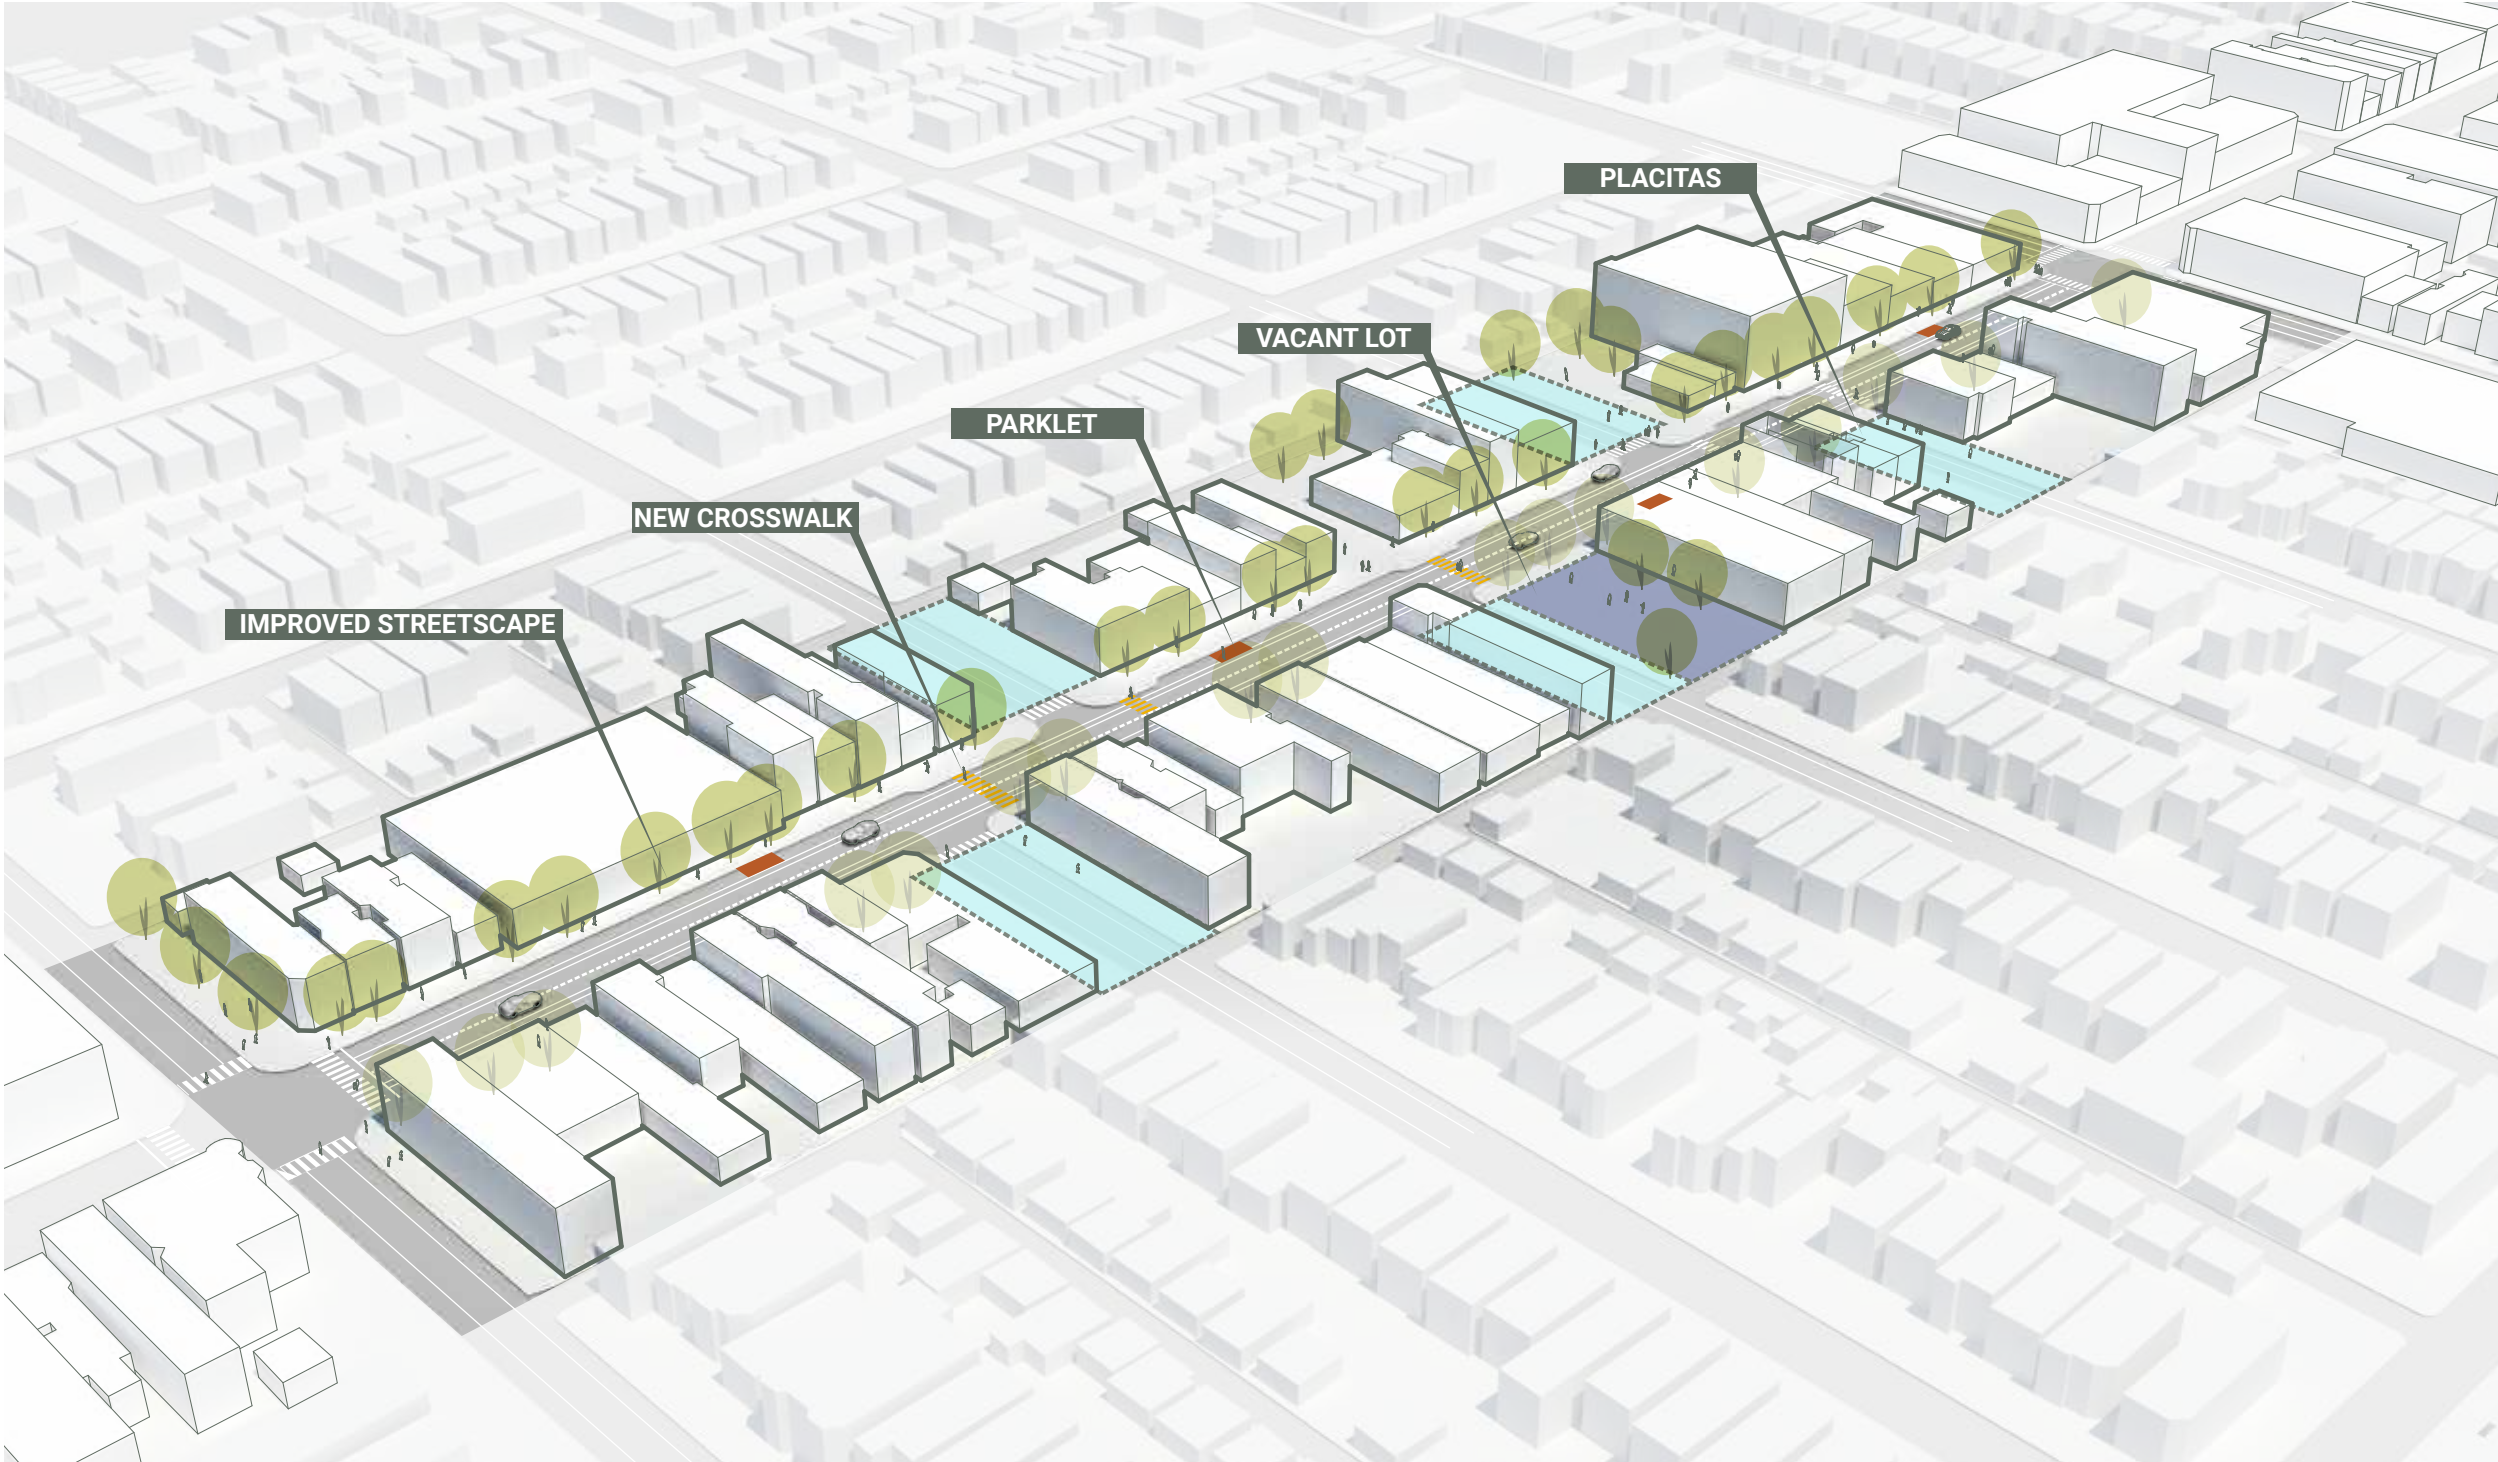 PLACITAS
VACANT LOT
PARKLET
NEW CROSSWALK
IMPROVED STREETSCAPE